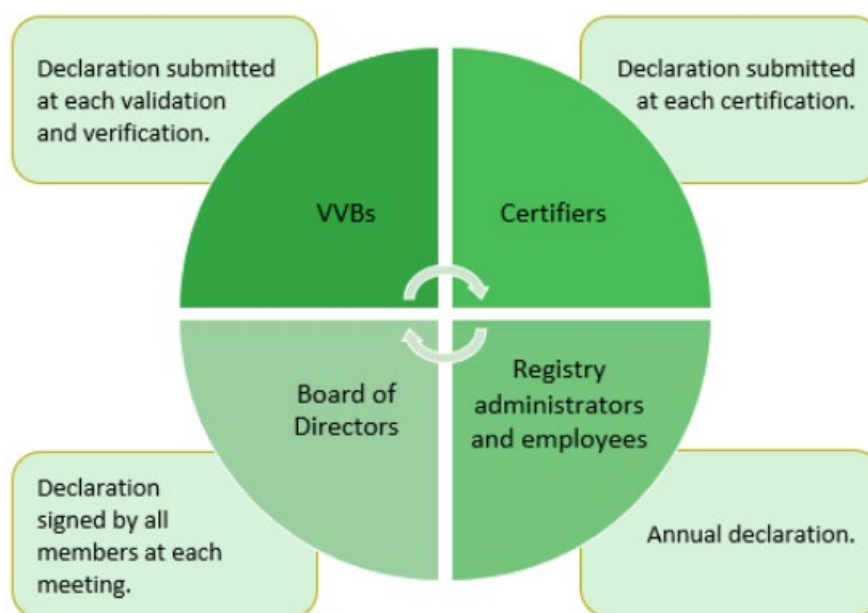 Declaration submitted
at each validation
and verification.
Declaration submitted
at each certification.
VVBs
Certifiers
Board of
Directors
Registry
administrators
and employees
Declaration
signed by all
members at each
meeting.
Annual declaration.